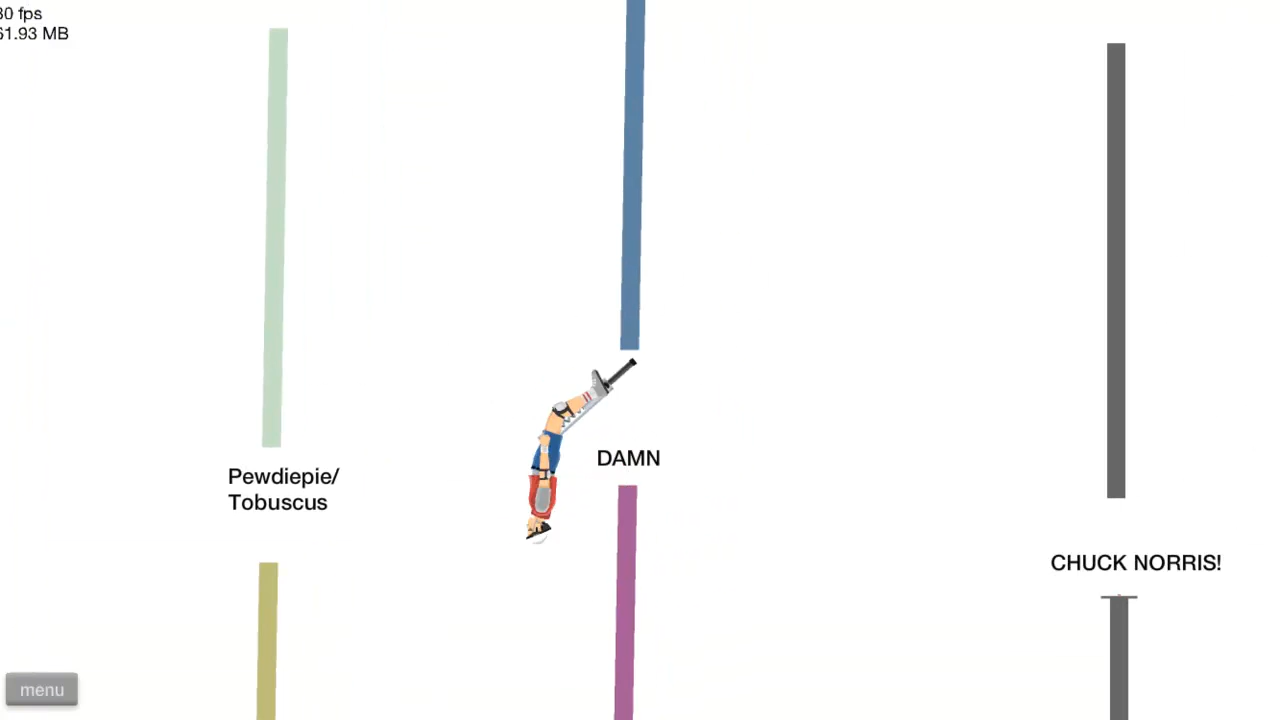 30 fps
61.93 MB
Pewdiepie/
Tobuscus
DAMN
CHUCK NORRIS!
menu